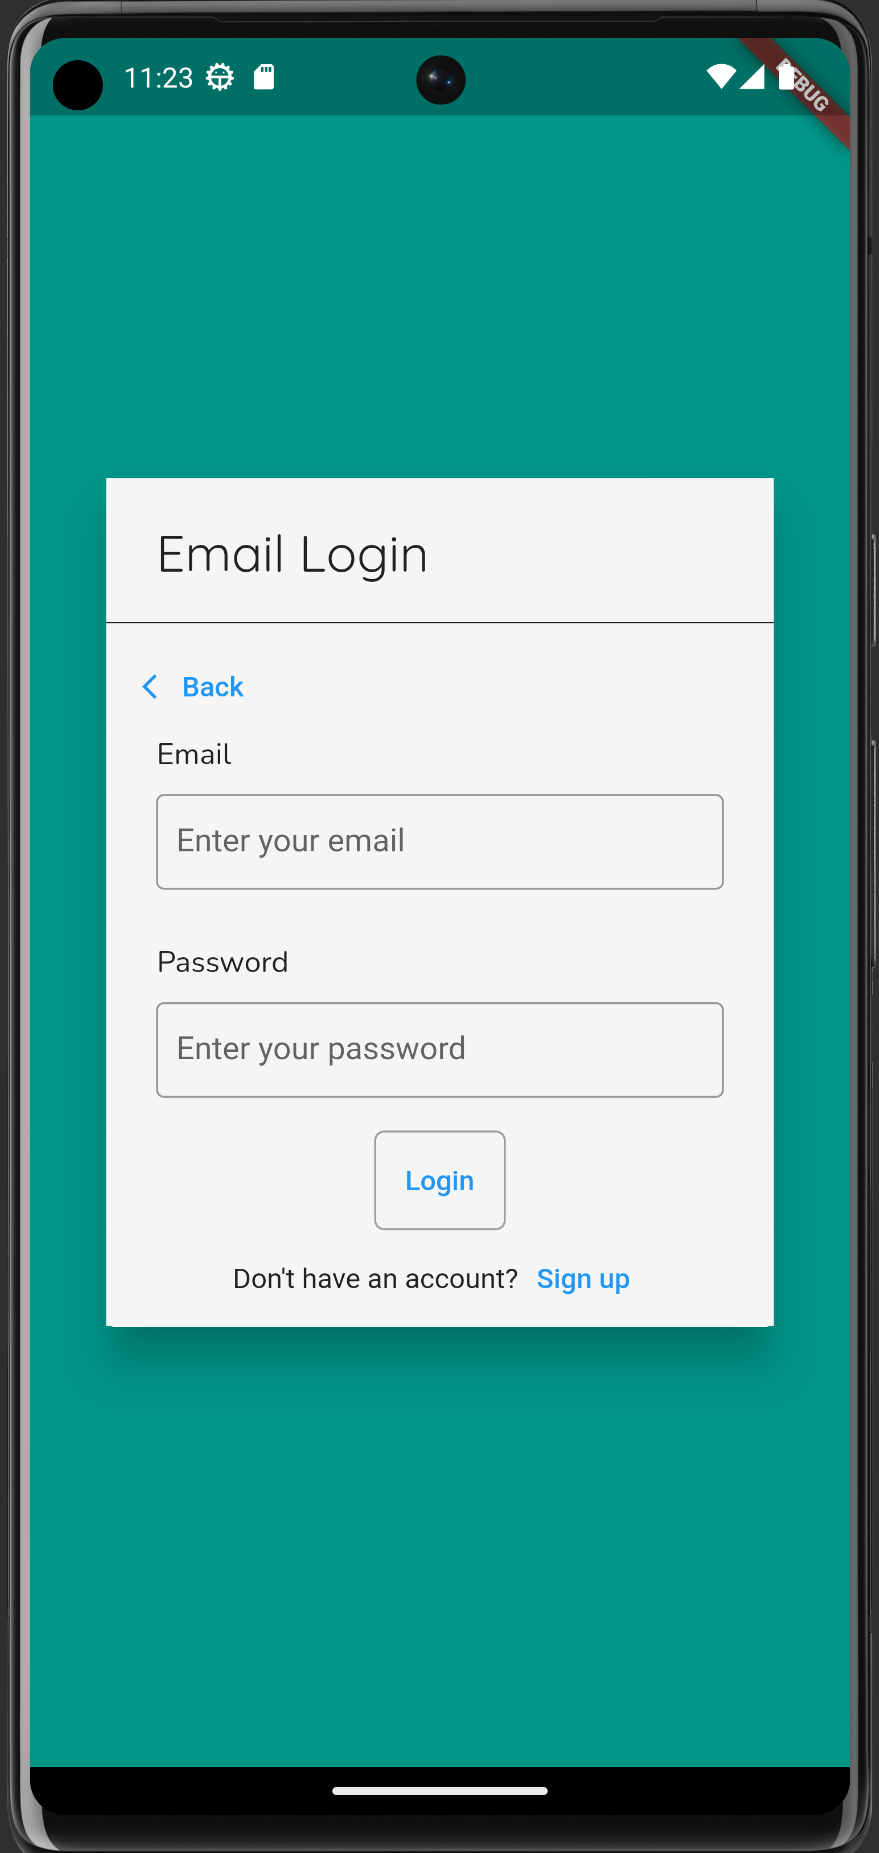 11:23
DEBUG
Email Login
Back
Email
Enter your email
Password
Enter your password
Login
Don't have an account? Sign up